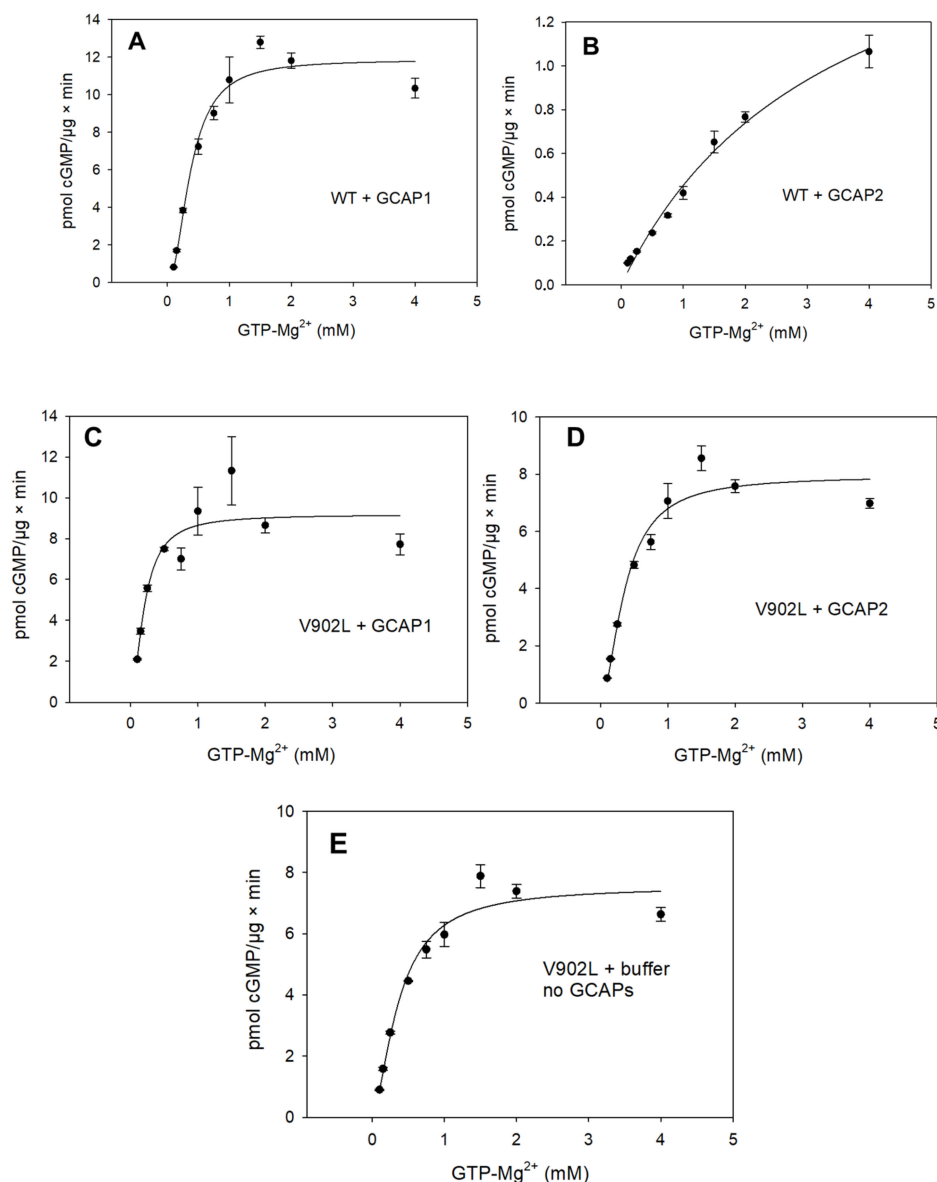 A
pmol cGMP/µg × min
14
12
10
8
6
4
2
0
WT + GCAP1
0 1 2 3 4 5
GTP-Mg²⁺ (mM)
B
pmol cGMP/µg × min
1.2
1.0
0.8
0.6
0.4
0.2
0.0
WT + GCAP2
0 1 2 3 4 5
GTP-Mg²⁺ (mM)
C
pmol cGMP/µg × min
14
12
10
8
6
4
2
0
V902L + GCAP1
0 1 2 3 4 5
GTP-Mg²⁺ (mM)
D
pmol cGMP/µg × min
10
8
6
4
2
0
V902L + GCAP2
0 1 2 3 4 5
GTP-Mg²⁺ (mM)
E
pmol cGMP/µg × min
10
8
6
4
2
0
V902L + buffer
no GCAPs
0 1 2 3 4 5
GTP-Mg²⁺ (mM)